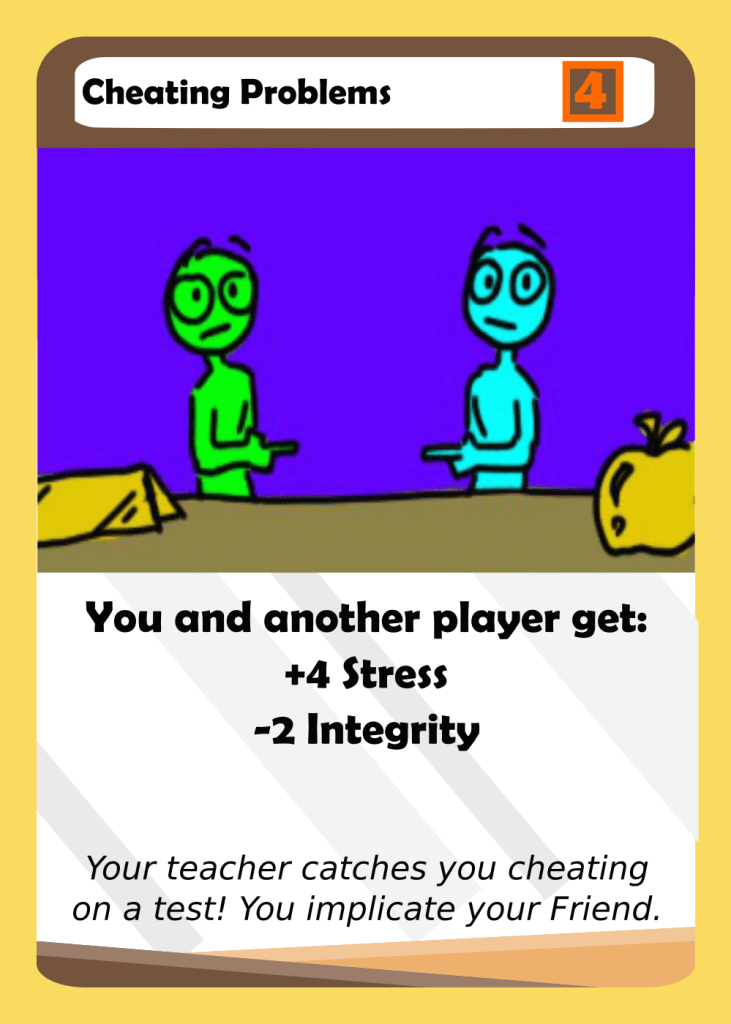 Cheating Problems 4
You and another player get:
+4 Stress
-2 Integrity
Your teacher catches you cheating
on a test! You implicate your Friend.